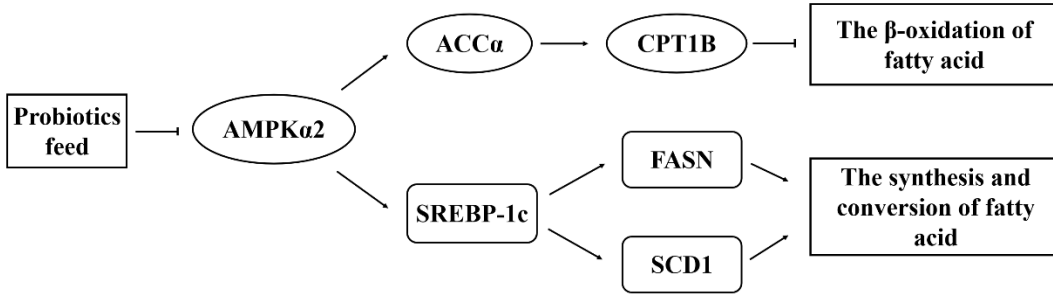 ACCα
CPT1B
The β-oxidation of
fatty acid
Probiotics
feed
AMPKα2
FASN
SREBP-1c
SCD1
The synthesis and
conversion of fatty
acid